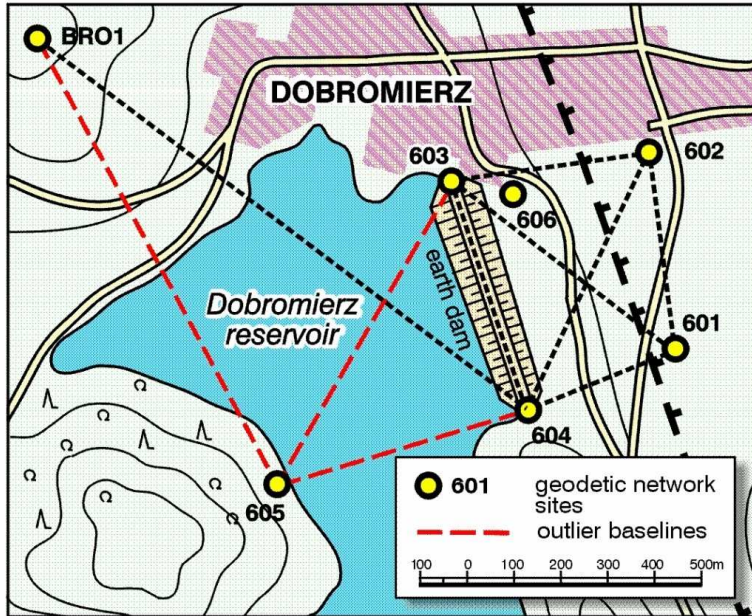 BRO1
DOBROMIERZ
603
602
606
earth dam
Dobromierz
reservoir
601
604
605
601 geodetic network
sites
outlier baselines
100 0 100 200 300 400 500m